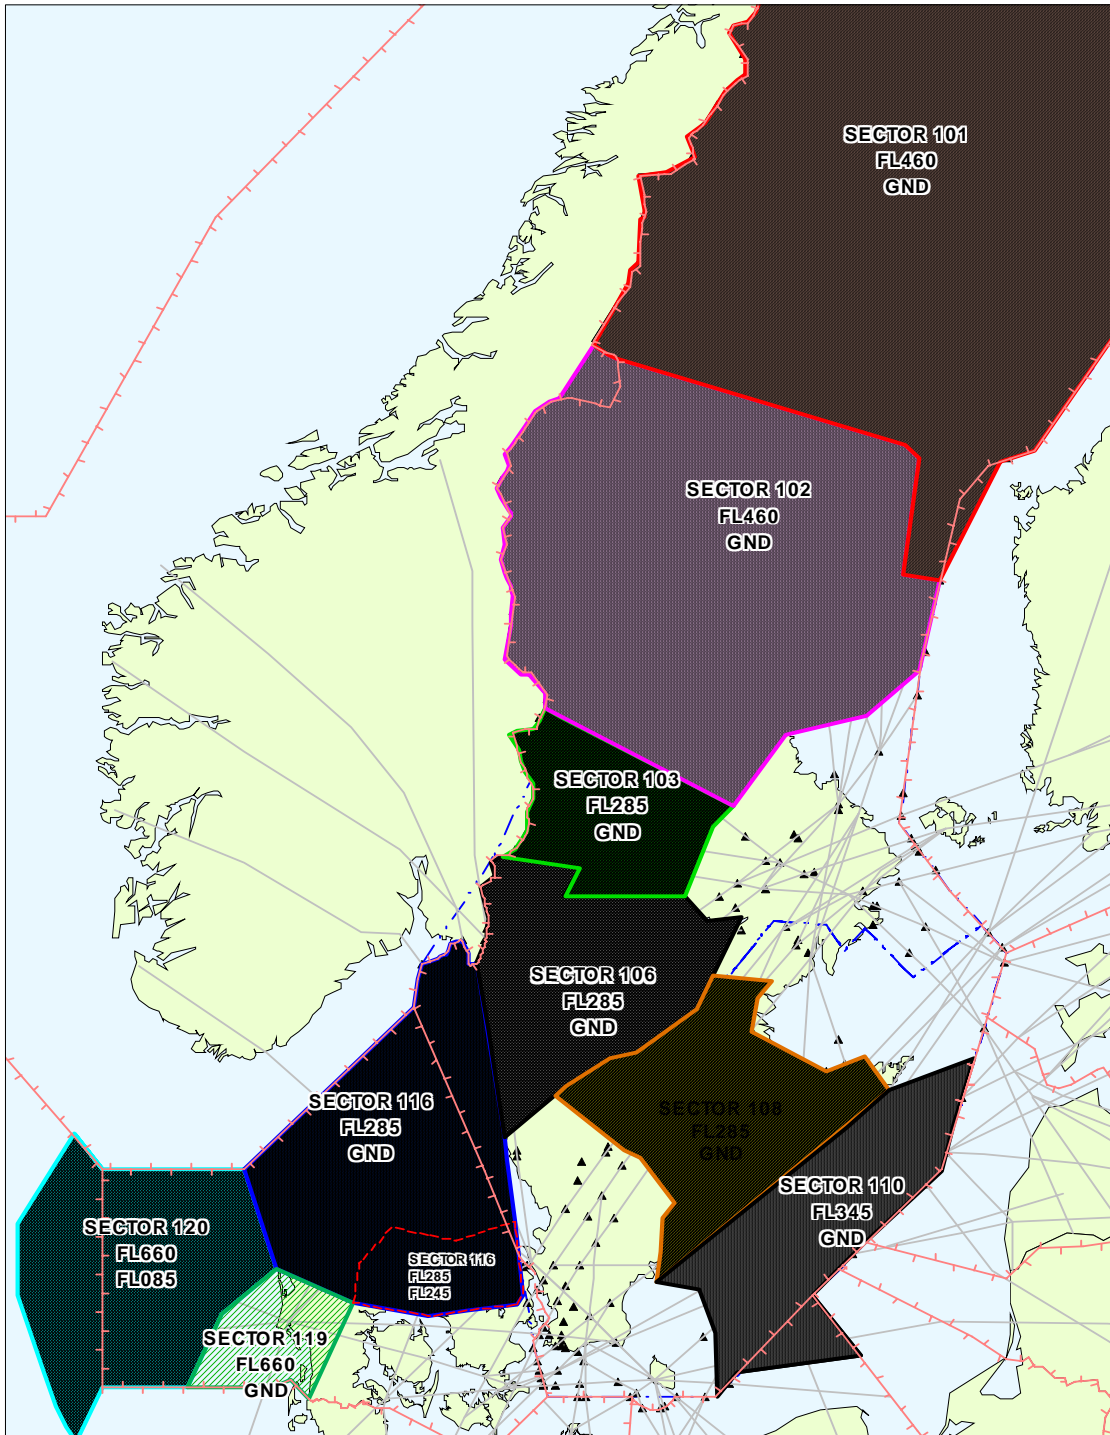 SECTOR 101
FL460
GND
SECTOR 102
FL460
GND
SECTOR 103
FL285
GND
SECTOR 106
FL285
GND
SECTOR 108
FL285
GND
SECTOR 116
FL285
GND
SECTOR 110
FL345
GND
SECTOR 120
FL660
FL085
SECTOR 116
FL285
FL245
SECTOR 119
FL660
GND